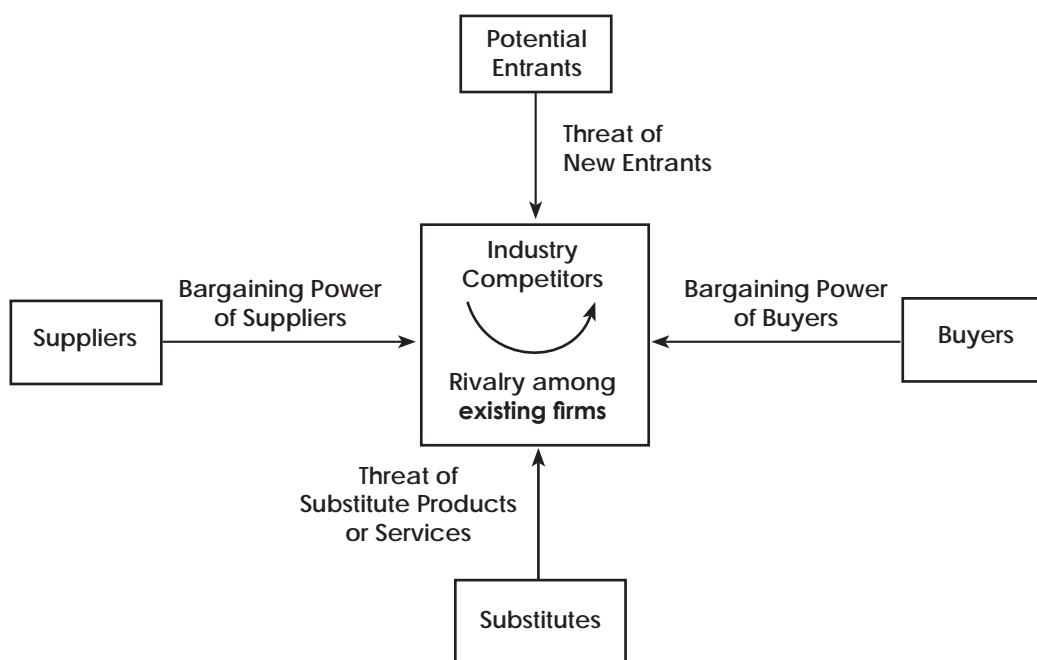 Potential
Entrants
Threat of
New Entrants
Industry
Competitors
Bargaining Power
of Suppliers
Bargaining Power
of Buyers
Suppliers
Buyers
Rivalry among
existing firms
Threat of
Substitute Products
or Services
Substitutes